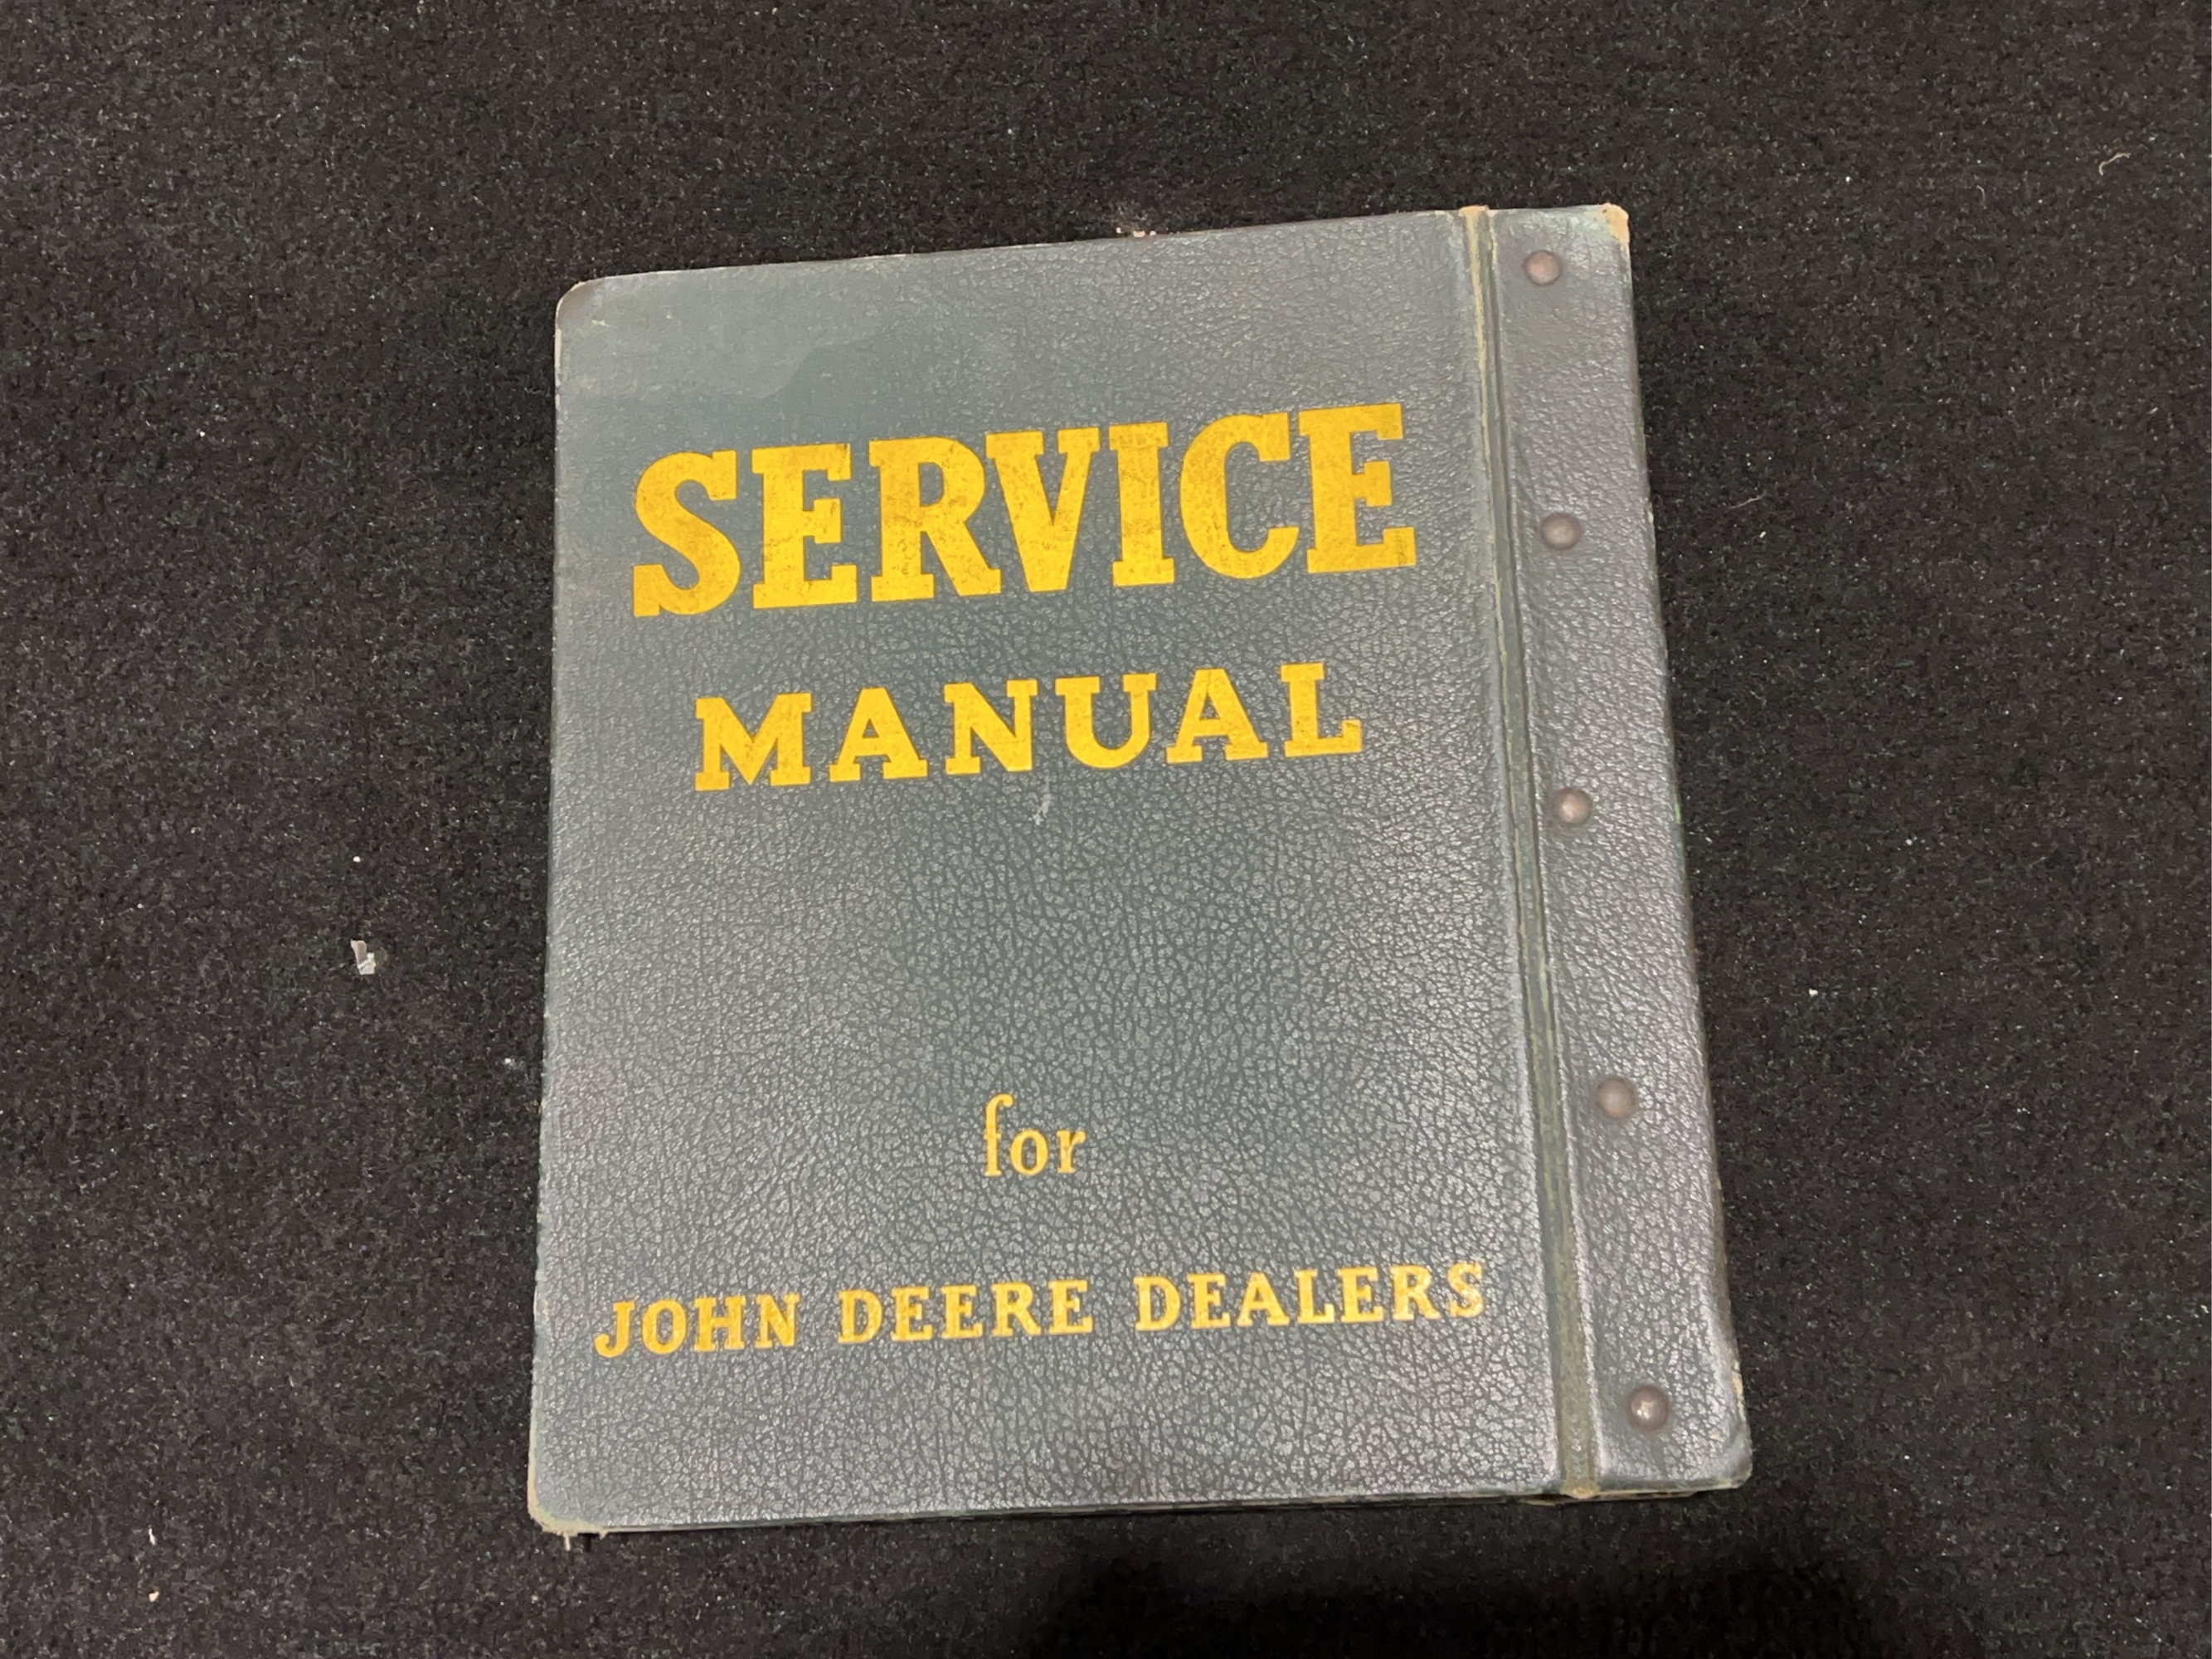 SERVICE
MANUAL
for
JOHN DEERE DEALERS